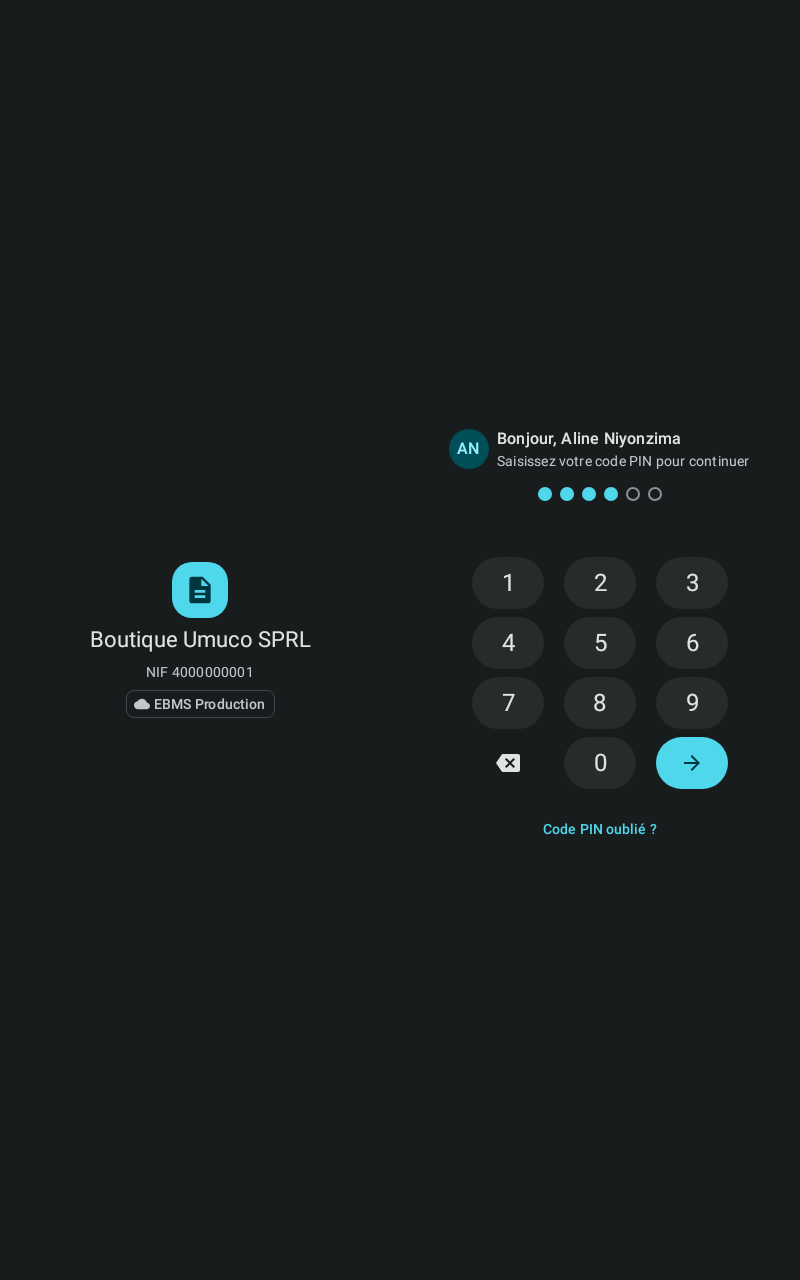 Boutique Umuco SPRL
NIF 4000000001
EBMS Production
AN
Bonjour, Aline Niyonzima
Saisissez votre code PIN pour continuer
1 2 3
4 5 6
7 8 9
0
Code PIN oublié ?